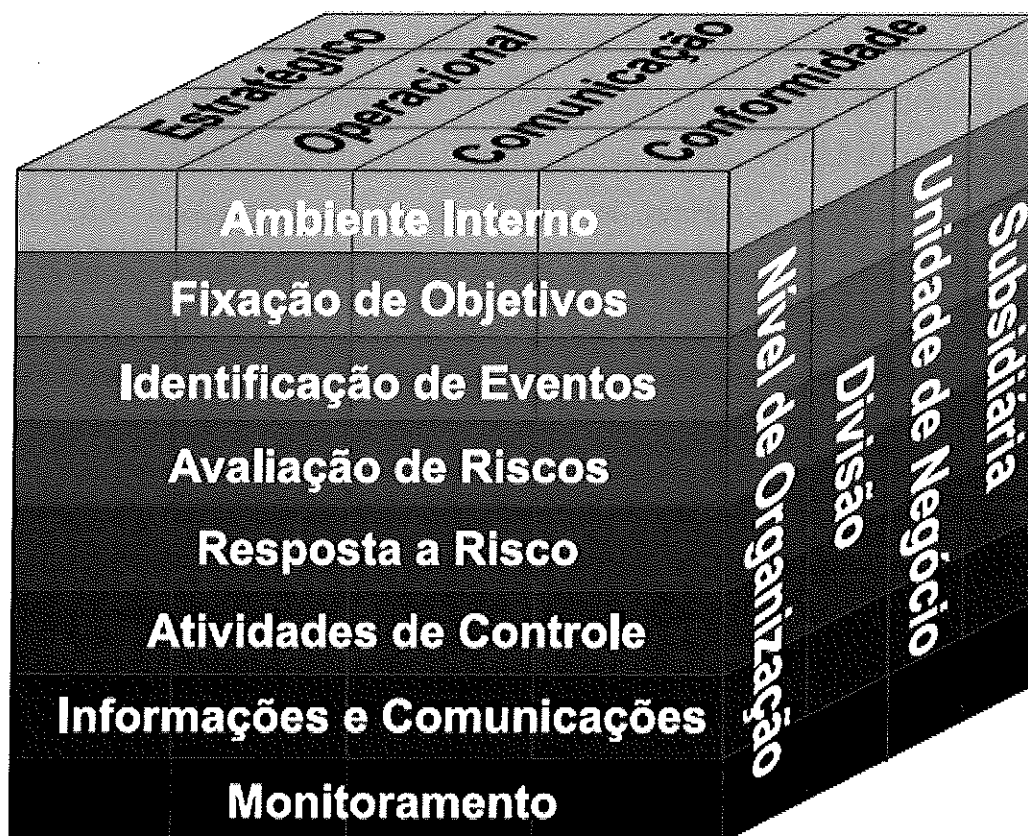 Estratégico
Operacional
Comunicação
Conformidade
Ambiente Interno
Fixação de Objetivos
Identificação de Eventos
Avaliação de Riscos
Resposta a Risco
Atividades de Controle
Informações e Comunicações
Monitoramento
Nível de Organização
Divisão
Unidade de Negócio
Subsidiária